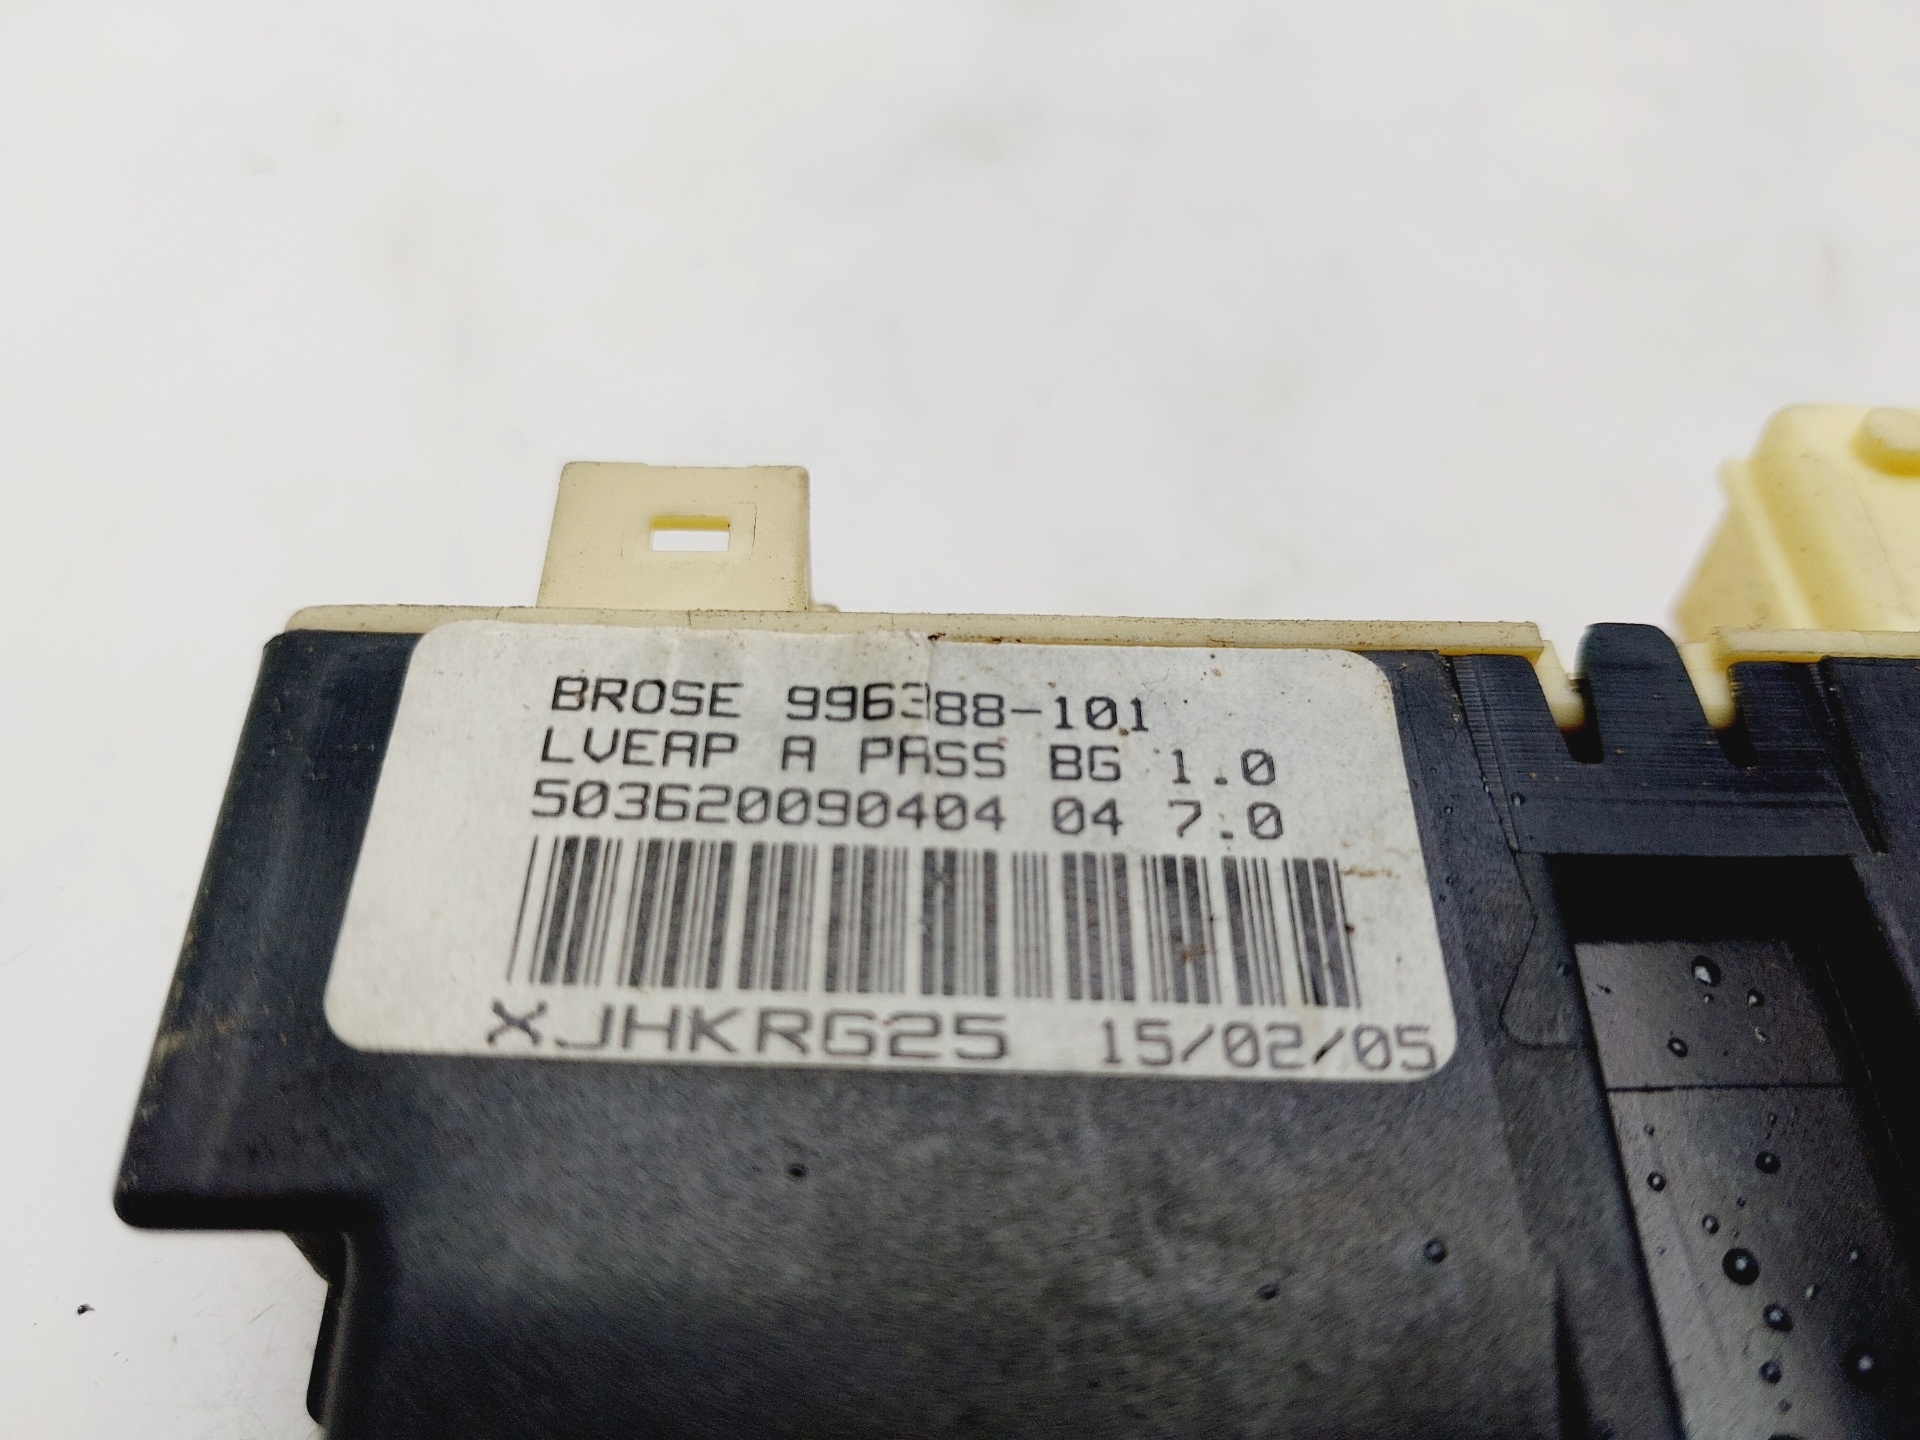 BROSE 996388-101
LVEAP A PASS BG 1.0
503620090404 04 7.0
XJHKRG25 15/02/05